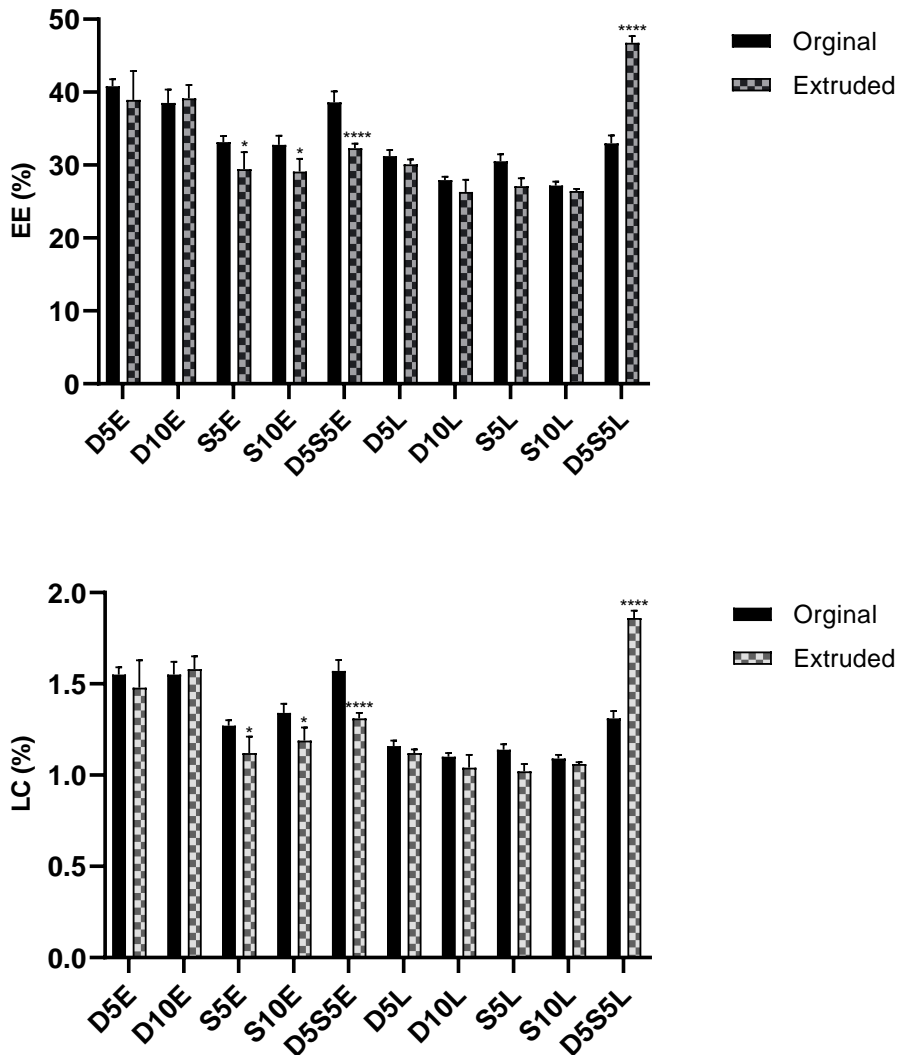 50
40
30
20
10
0
EE (%)
****
*
*
****
Orginal
Extruded
D5E
D10E
S5E
S10E
D5S5E
D5L
D10L
S5L
S10L
D5S5L
2.0
1.5
1.0
0.5
0.0
LC (%)
****
*
*
****
Orginal
Extruded
D5E
D10E
S5E
S10E
D5S5E
D5L
D10L
S5L
S10L
D5S5L